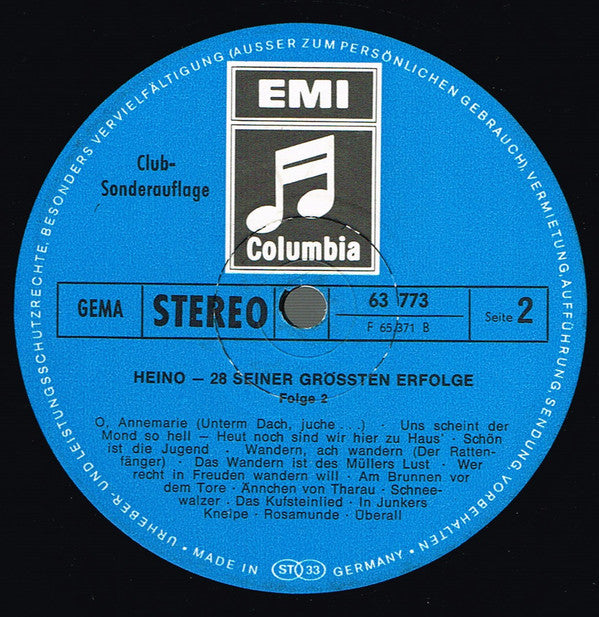 URHEBER- UND LEISTUNGSSCHUTZRECHTE, BESONDERS VERVIELFÄLTIGUNG (AUSSER ZUM PERSÖNLICHEN GEBRAUCH), VERMIETUNG, AUFFÜHRUNG, SENDUNG VORBEHALTEN
EMI
Club-
Sonderauflage
Columbia
GEMA
STEREO
63 773
F 65,371 B
Seite 2
HEINO – 28 SEINER GRÖSSTEN ERFOLGE
Folge 2
O, Annemarie (Unterm Dach, juche . . .) · Uns scheint der
Mond so hell – Heut noch sind wir hier zu Haus' · Schön
ist die Jugend · Wandern, ach wandern (Der Ratten-
fänger) · Das Wandern ist des Müllers Lust · Wer
recht in Freuden wandern will · Am Brunnen vor
dem Tore · Ännchen von Tharau · Schnee-
walzer · Das Kufsteinlied · In Junkers
Kneipe · Rosamunde · Überall
· MADE IN ST 33 GERMANY ·